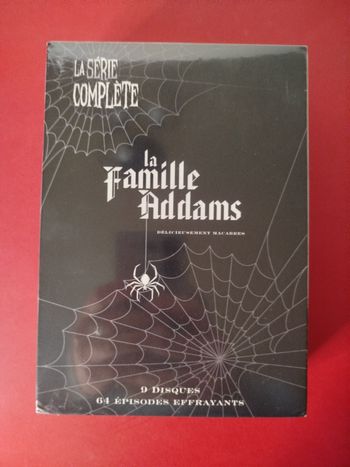 LA SÉRIE
COMPLÈTE
la
Famille
Addams
DÉLICIEUSEMENT MACABRES
9 DISQUES
64 ÉPISODES EFFRAYANTS